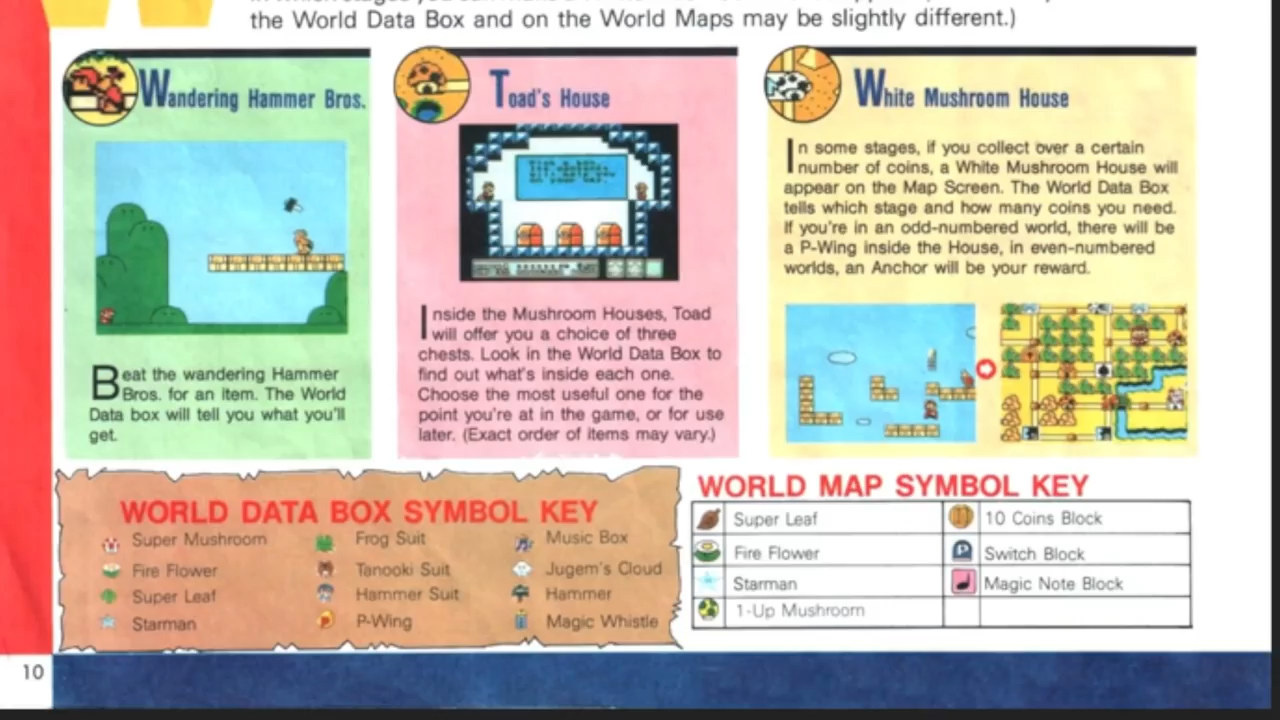 the World Data Box and on the World Maps may be slightly different.)
Wandering Hammer Bros.
Beat the wandering Hammer
Bros. for an item. The World
Data box will tell you what you'll
get.
Toad's House
Inside the Mushroom Houses, Toad
will offer you a choice of three
chests. Look in the World Data Box to
find out what's inside each one.
Choose the most useful one for the
point you're at in the game, or for use
later. (Exact order of items may vary.)
White Mushroom House
In some stages, if you collect over a certain
number of coins, a White Mushroom House will
appear on the Map Screen. The World Data Box
tells which stage and how many coins you need.
If you're in an odd-numbered world, there will be
a P-Wing inside the House, in even-numbered
worlds, an Anchor will be your reward.
WORLD DATA BOX SYMBOL KEY
Super Mushroom
Fire Flower
Super Leaf
Starman
Frog Suit
Tanooki Suit
Hammer Suit
P-Wing
Music Box
Jugem's Cloud
Hammer
Magic Whistle
WORLD MAP SYMBOL KEY
Super Leaf
10 Coins Block
Fire Flower
P
Switch Block
Starman
Magic Note Block
1-Up Mushroom
10